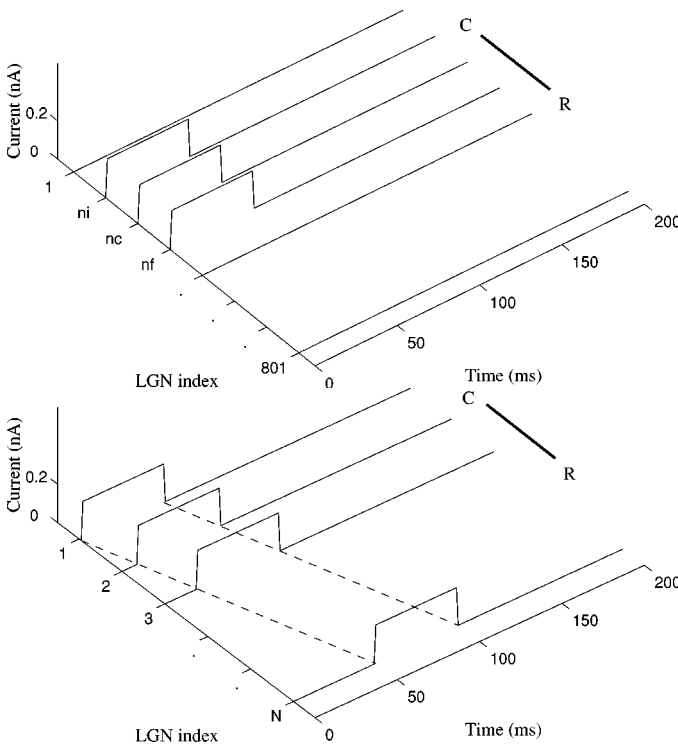 C
R
Current (nA)
0.2
0
1
ni
nc
nf
801
0
50
100
150
200
LGN index
Time (ms)
C
R
Current (nA)
0.2
0
1
2
3
N
0
50
100
150
200
LGN index
Time (ms)